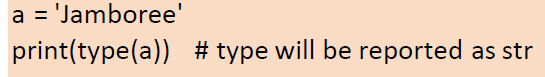 a = 'Jamboree'
print(type(a))   # type will be reported as str